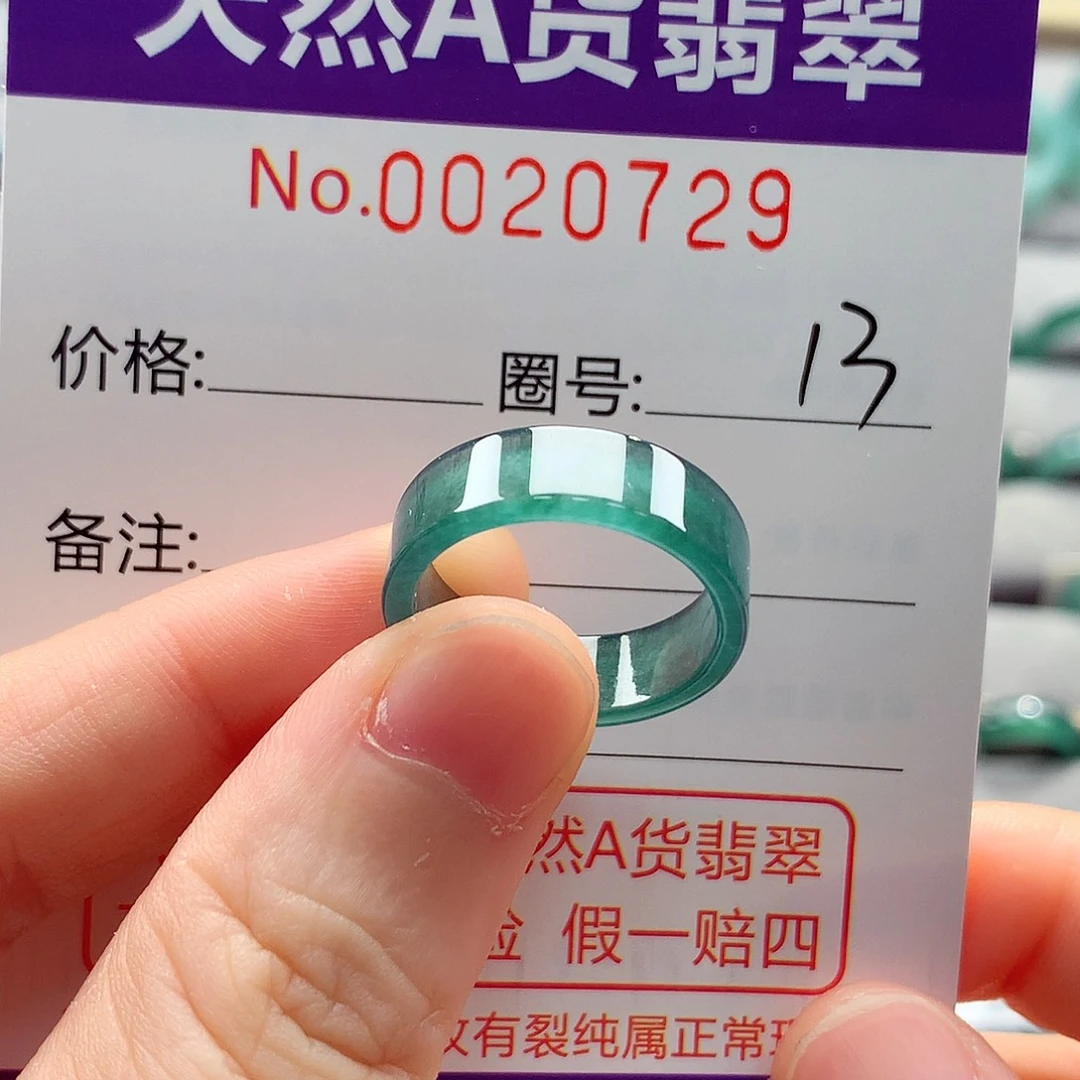 天然A货翡翠
No.0020729
价格: 圈号: 13
备注:
然A货翡翠
假一赔四
有裂纯属正常